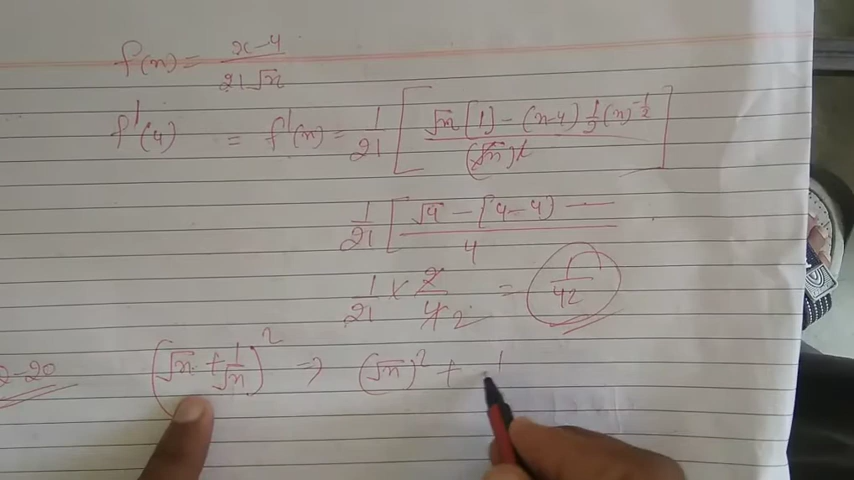 f(x) = x-4 / 21√x
f'(4) = f'(x) = 1/21 [ √x [1] - (x-4) 1/2 (x)^-1/2 / (√x)^2 ]
1/21 [ √4 - [4-4) — / 4
1/21 × 2/4 2 = 1/42
2-20 (√x + 1/√x)^2 ⇒ (√x)^2 + 1